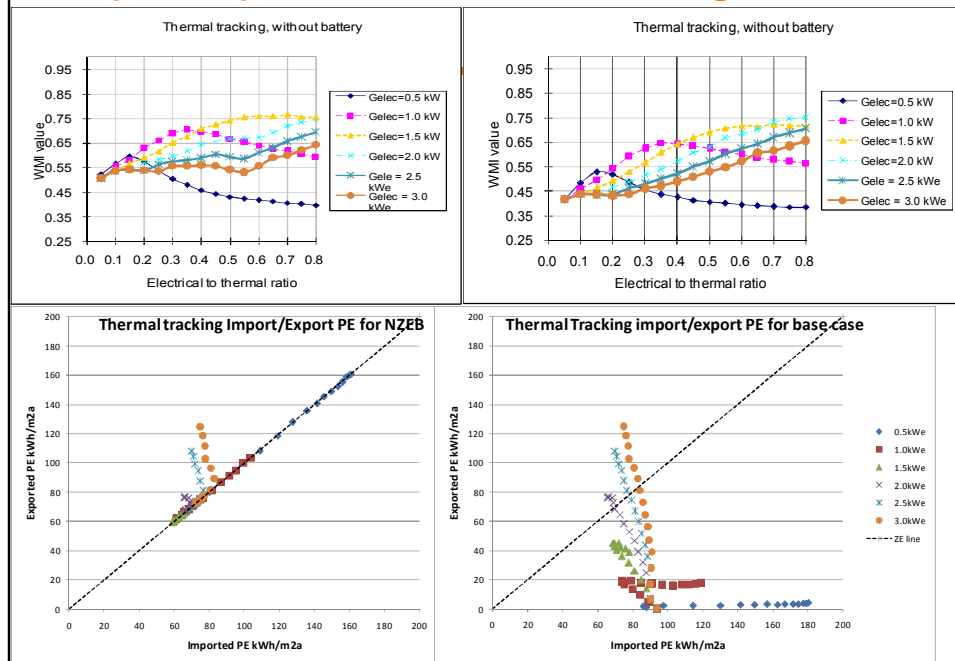 Thermal tracking, without battery
0.95
0.85
0.75
0.65
0.55
0.45
0.35
0.25
WMI value
0.0 0.1 0.2 0.3 0.4 0.5 0.6 0.7 0.8
Electrical to thermal ratio
Gelec=0.5 kW
Gelec=1.0 kW
Gelec=1.5 kW
Gelec=2.0 kW
Gele = 2.5
kWe
Gelec = 3.0
kWe
Thermal tracking, without battery
0.95
0.85
0.75
0.65
0.55
0.45
0.35
0.25
WMI value
0.0 0.1 0.2 0.3 0.4 0.5 0.6 0.7 0.8
Electrical to thermal ratio
Gelec=0.5 kW
Gelec=1.0 kW
Gelec=1.5 kW
Gelec=2.0 kW
Gele = 2.5 kWe
Gelec = 3.0 kWe
Thermal tracking Import/Export PE for NZEB
200
180
160
140
120
100
80
60
40
20
0
Exported PE kWh/m2a
0 20 40 60 80 100 120 140 160 180 200
Imported PE kWh/m2a
Thermal Tracking import/export PE for base case
200
180
160
140
120
100
80
60
40
20
0
Exported PE kWh/m2a
0 20 40 60 80 100 120 140 160 180 200
Imported PE kWh/m2a
0.5kWe
1.0kWe
1.5kWe
2.0kWe
2.5kWe
3.0kWe
ZE line